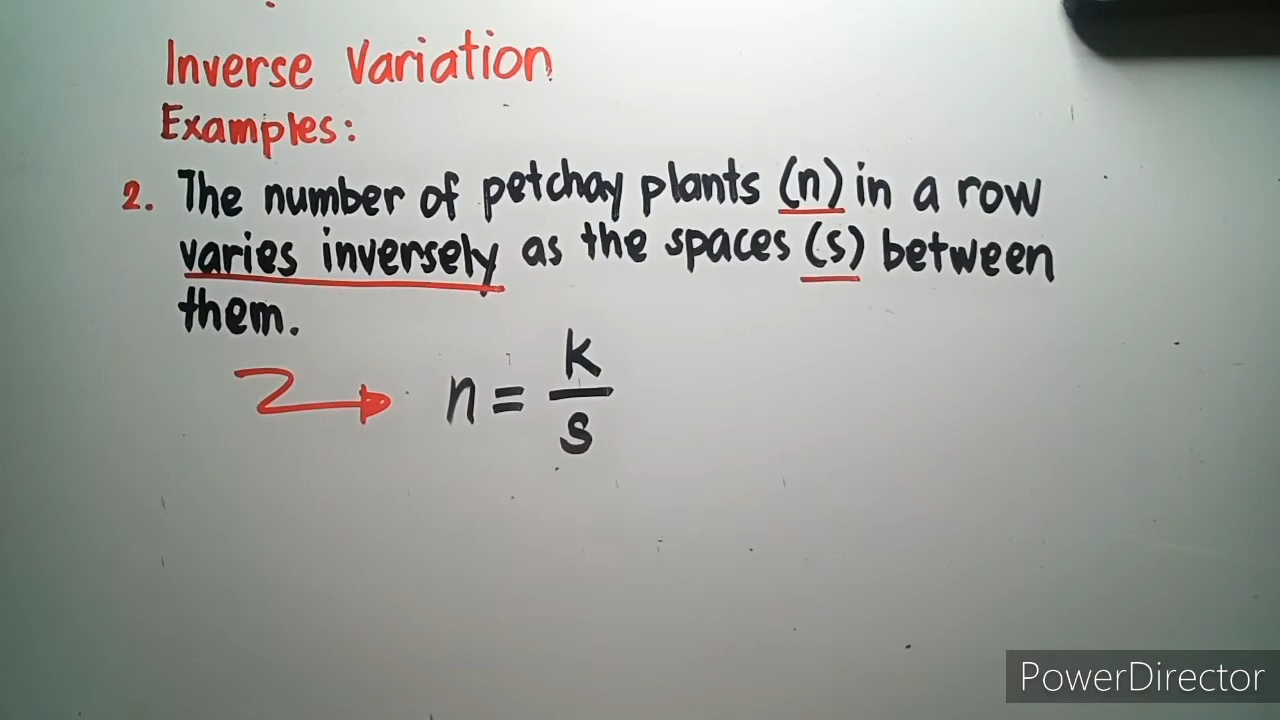 Inverse Variation
Examples:
2. The number of petchay plants (n) in a row
varies inversely as the spaces (s) between
them.
n = k/s
PowerDirector